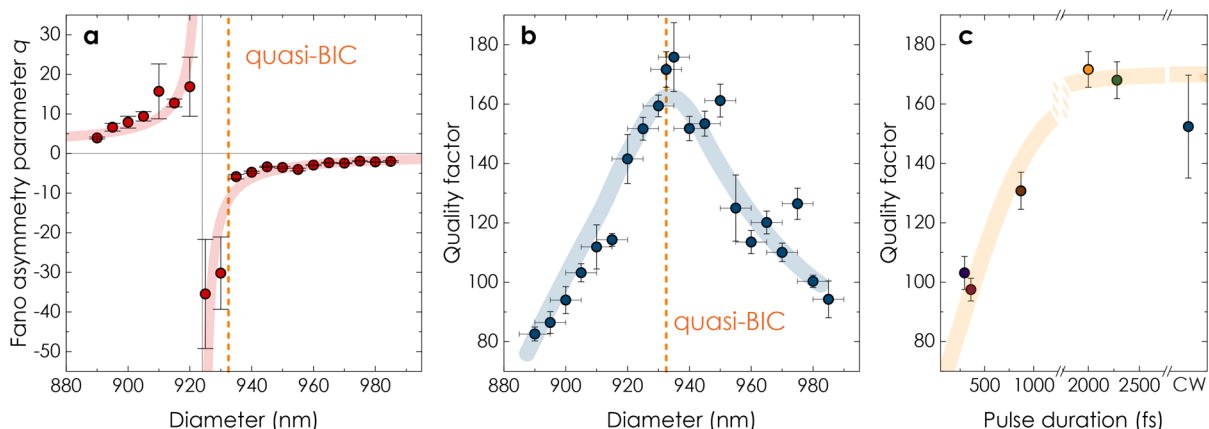 a
quasi-BIC
Fano asymmetry parameter q
30
20
10
0
-10
-20
-30
-40
-50
880 900 920 940 960 980
Diameter (nm)
b
quasi-BIC
Quality factor
180
160
140
120
100
80
900 920 940 960 980
Diameter (nm)
c
Quality factor
180
160
140
120
100
80
500 1000 2000 2500 CW
Pulse duration (fs)